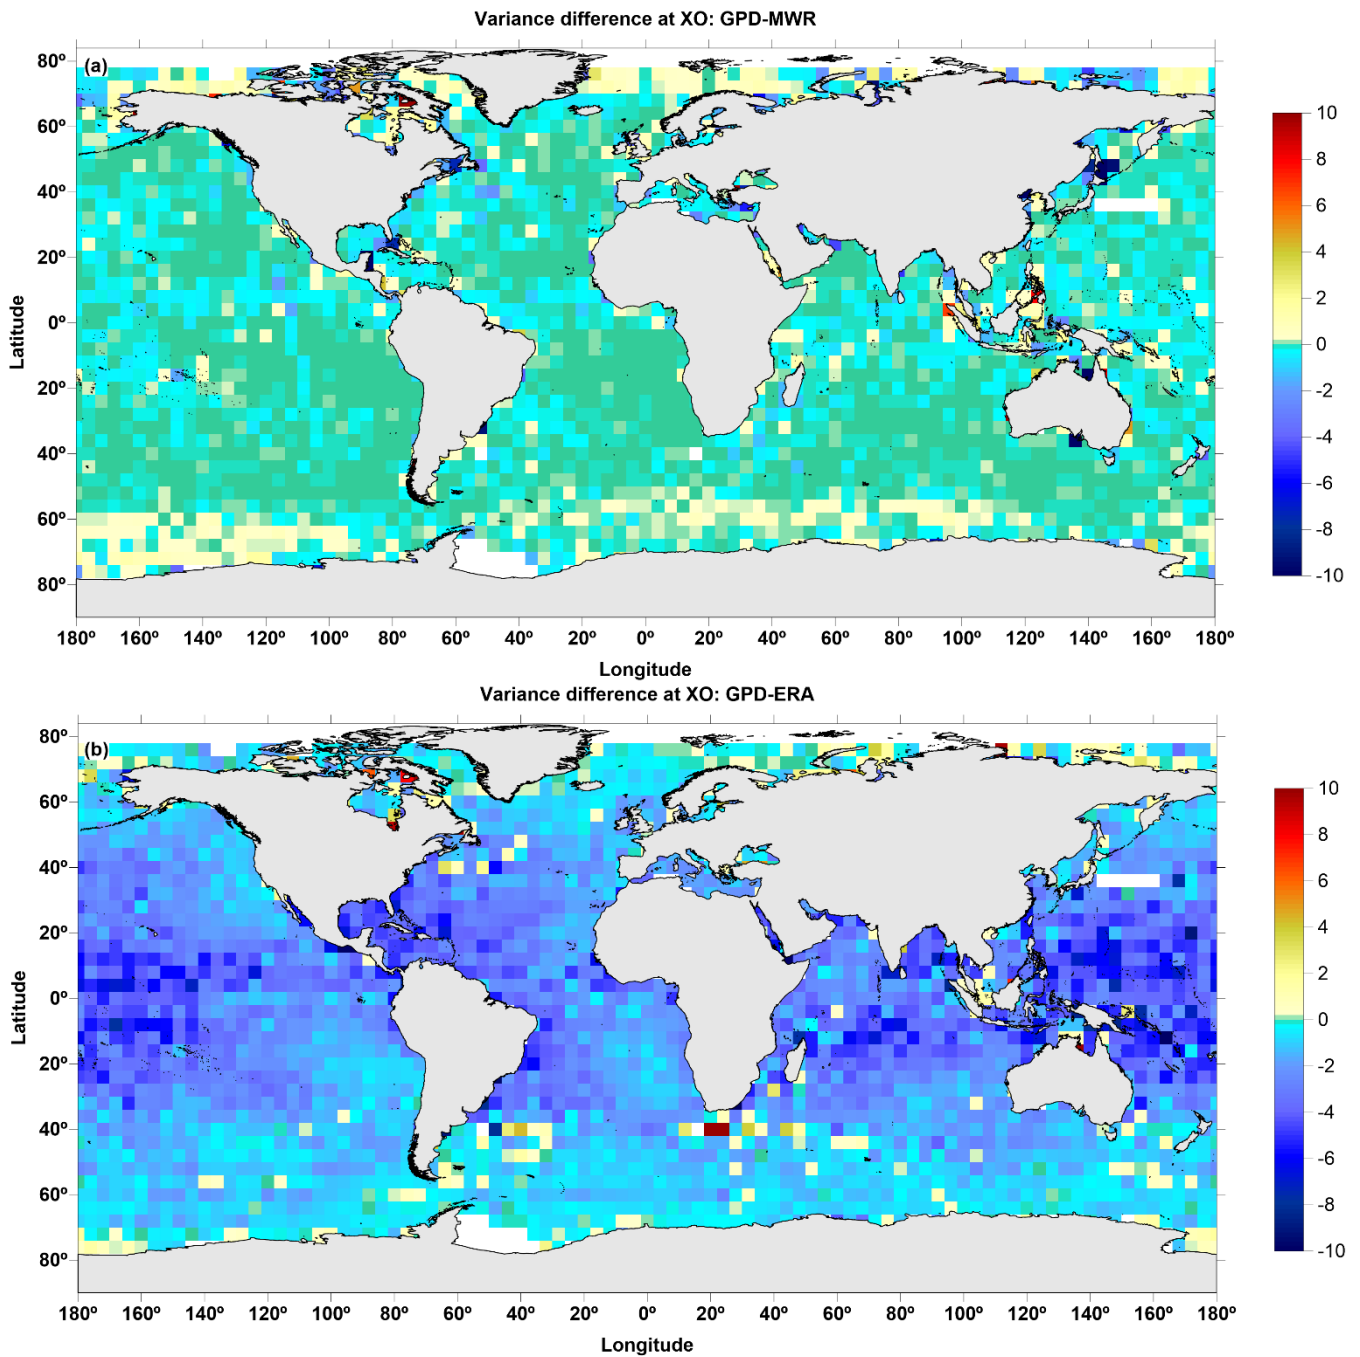 Variance difference at XO: GPD-MWR
(a)
80º
60º
40º
20º
0º
20º
40º
60º
80º
Latitude
180º 160º 140º 120º 100º 80º 60º 40º 20º 0º 20º 40º 60º 80º 100º 120º 140º 160º 180º
Longitude
10
8
6
4
2
0
-2
-4
-6
-8
-10
Variance difference at XO: GPD-ERA
(b)
80º
60º
40º
20º
0º
20º
40º
60º
80º
Latitude
180º 160º 140º 120º 100º 80º 60º 40º 20º 0º 20º 40º 60º 80º 100º 120º 140º 160º 180º
Longitude
10
8
6
4
2
0
-2
-4
-6
-8
-10